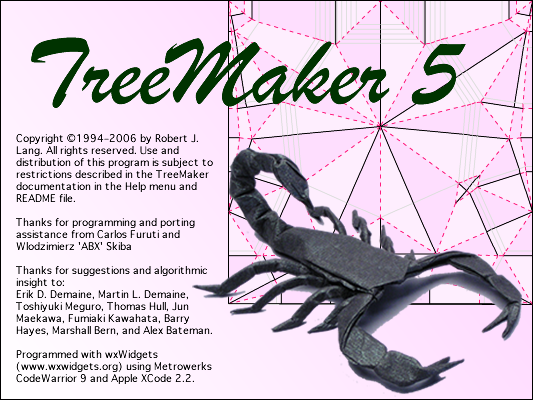 TreeMaker 5
Copyright ©1994-2006 by Robert J.
Lang. All rights reserved. Use and
distribution of this program is subject to
restrictions described in the TreeMaker
documentation in the Help menu and
README file.
Thanks for programming and porting
assistance from Carlos Furuti and
Wlodzimierz 'ABX' Skiba
Thanks for suggestions and algorithmic
insight to:
Erik D. Demaine, Martin L. Demaine,
Toshiyuki Meguro, Thomas Hull, Jun
Maekawa, Fumiaki Kawahata, Barry
Hayes, Marshall Bern, and Alex Bateman.
Programmed with wxWidgets
(www.wxwidgets.org) using Metrowerks
CodeWarrior 9 and Apple XCode 2.2.